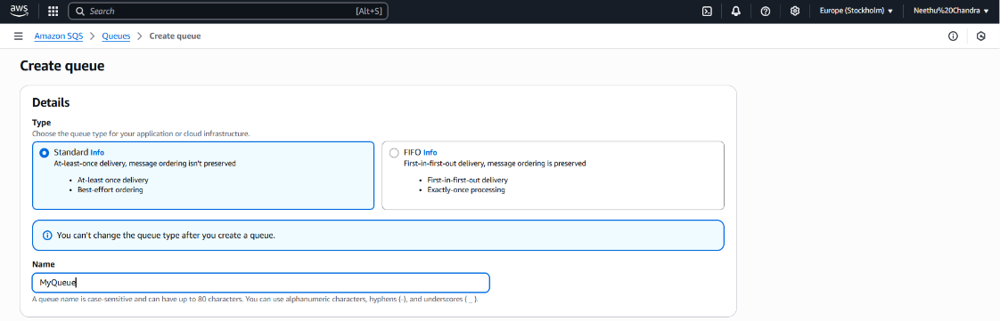 aws
Search [Alt+S] Europe (Stockholm) Neethu%20Chandra
Amazon SQS > Queues > Create queue
Create queue
Details
Type
Choose the queue type for your application or cloud infrastructure.
Standard Info
At-least-once delivery, message ordering isn't preserved
• At-least once delivery
• Best-effort ordering
FIFO Info
First-in-first-out delivery, message ordering is preserved
• First-in-first-out delivery
• Exactly-once processing
You can't change the queue type after you create a queue.
Name
MyQueue
A queue name is case-sensitive and can have up to 80 characters. You can use alphanumeric characters, hyphens (-), and underscores ( _ ).